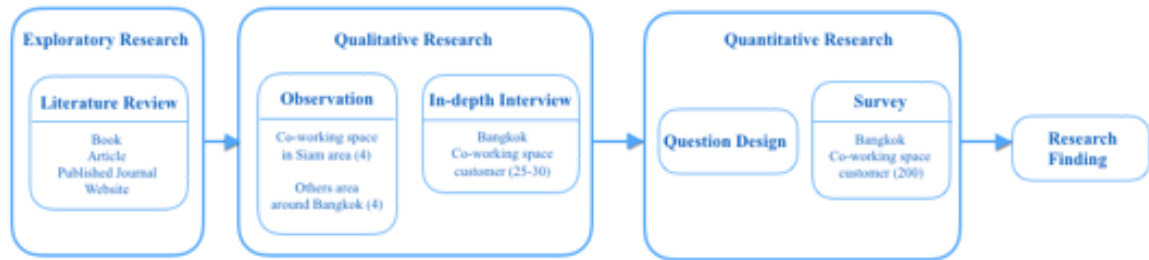 Exploratory Research
Literature Review
Book
Article
Published Journal
Website
Qualitative Research
Observation
Co-working space
in Siam area (4)
Others area
around Bangkok (4)
In-depth Interview
Bangkok
Co-working space
customer (25-30)
Quantitative Research
Question Design
Survey
Bangkok
Co-working space
customer (200)
Research
Finding